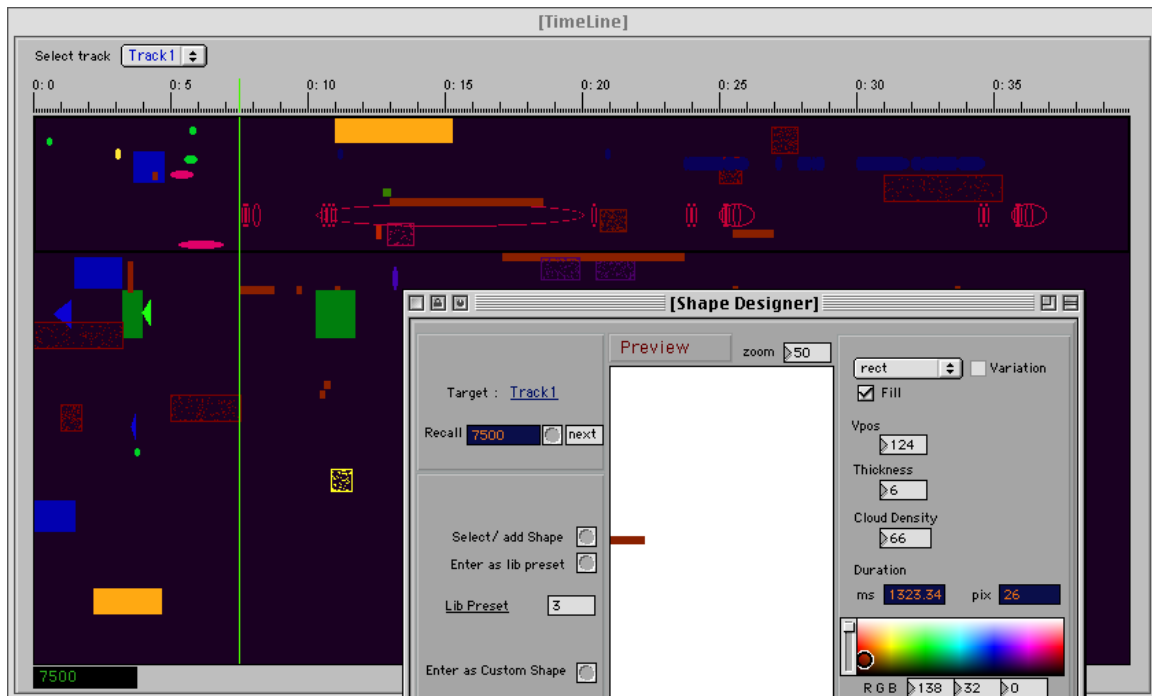 [TimeLine]
Select track Track1
0: 0 0: 5 0: 10 0: 15 0: 20 0: 25 0: 30 0: 35
[Shape Designer]
Preview zoom 50
rect Variation
Fill
Target : Track1
Recall 7500 next
Vpos
124
Thickness
6
Cloud Density
66
Select/ add Shape
Enter as lib preset
Lib Preset 3
Duration
ms 1323.34 pix 26
Enter as Custom Shape
R G B 138 32 0
7500